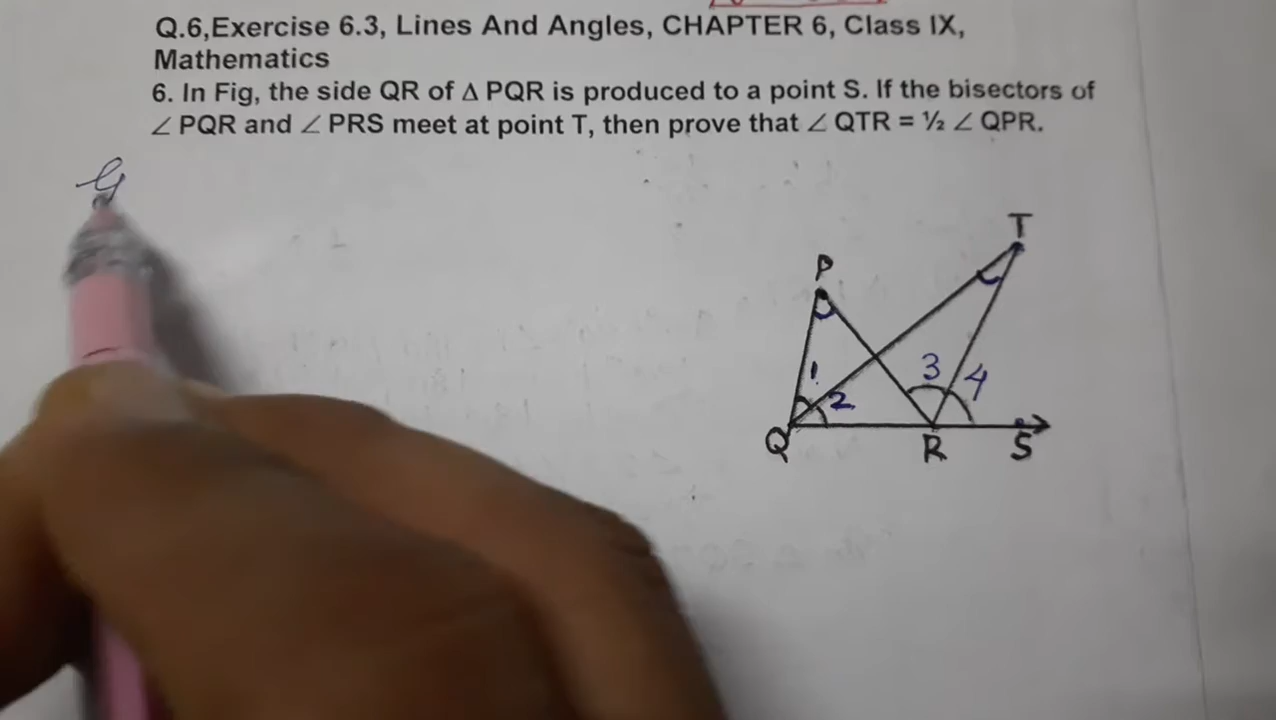 Q.6,Exercise 6.3, Lines And Angles, CHAPTER 6, Class IX,
Mathematics
6. In Fig, the side QR of Δ PQR is produced to a point S. If the bisectors of
∠ PQR and ∠ PRS meet at point T, then prove that ∠ QTR = ½ ∠ QPR.
T
P
1
2
3
4
Q
R
S